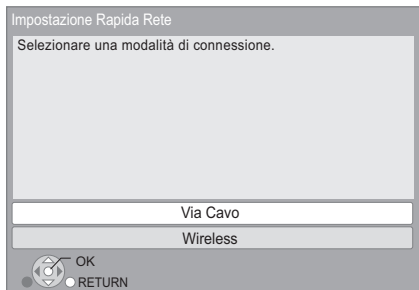 Impostazione Rapida Rete
Selezionare una modalità di connessione.
Via Cavo
Wireless
OK
RETURN